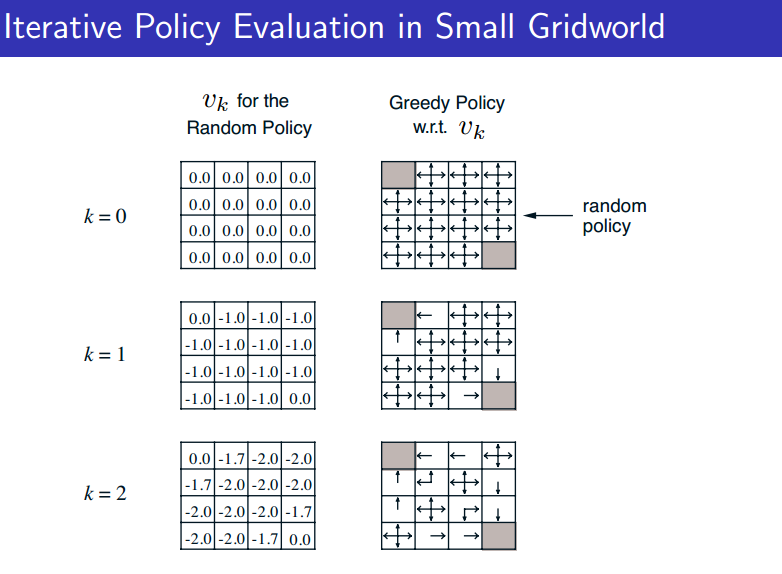 Iterative Policy Evaluation in Small Gridworld
vk for the
Random Policy
Greedy Policy
w.r.t. vk
k = 0
0.0 0.0 0.0 0.0
0.0 0.0 0.0 0.0
0.0 0.0 0.0 0.0
0.0 0.0 0.0 0.0
random
policy
k = 1
0.0 -1.0 -1.0 -1.0
-1.0 -1.0 -1.0 -1.0
-1.0 -1.0 -1.0 -1.0
-1.0 -1.0 -1.0 0.0
k = 2
0.0 -1.7 -2.0 -2.0
-1.7 -2.0 -2.0 -2.0
-2.0 -2.0 -2.0 -1.7
-2.0 -2.0 -1.7 0.0